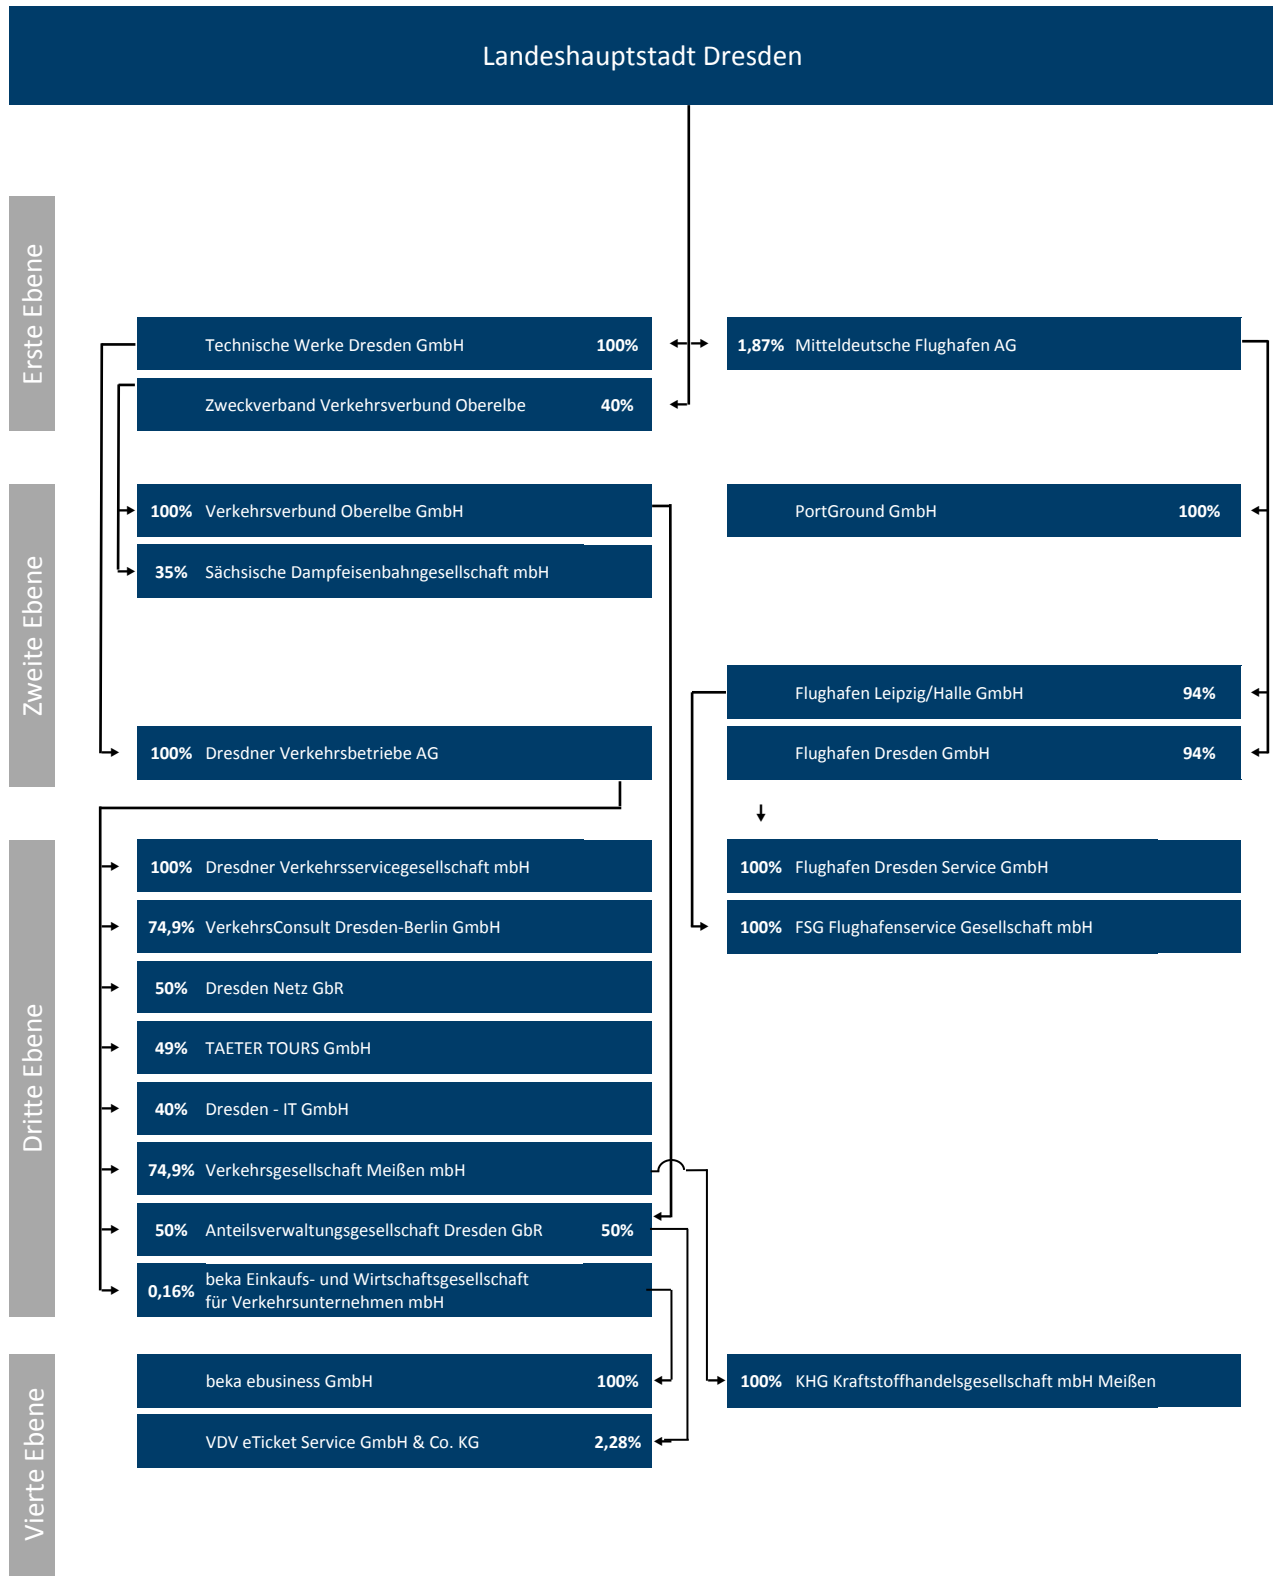 Landeshauptstadt Dresden
Erste Ebene
Technische Werke Dresden GmbH 100%
1,87% Mitteldeutsche Flughafen AG
Zweckverband Verkehrsverbund Oberelbe 40%
Zweite Ebene
100% Verkehrsverbund Oberelbe GmbH
PortGround GmbH 100%
35% Sächsische Dampfeisenbahngesellschaft mbH
Flughafen Leipzig/Halle GmbH 94%
100% Dresdner Verkehrsbetriebe AG
Flughafen Dresden GmbH 94%
Dritte Ebene
100% Dresdner Verkehrsservicegesellschaft mbH
100% Flughafen Dresden Service GmbH
74,9% VerkehrsConsult Dresden-Berlin GmbH
100% FSG Flughafenservice Gesellschaft mbH
50% Dresden Netz GbR
49% TAETER TOURS GmbH
40% Dresden - IT GmbH
74,9% Verkehrsgesellschaft Meißen mbH
50% Anteilsverwaltungsgesellschaft Dresden GbR 50%
0,16% beka Einkaufs- und Wirtschaftsgesellschaft
für Verkehrsunternehmen mbH
Vierte Ebene
beka ebusiness GmbH 100%
100% KHG Kraftstoffhandelsgesellschaft mbH Meißen
VDV eTicket Service GmbH & Co. KG 2,28%